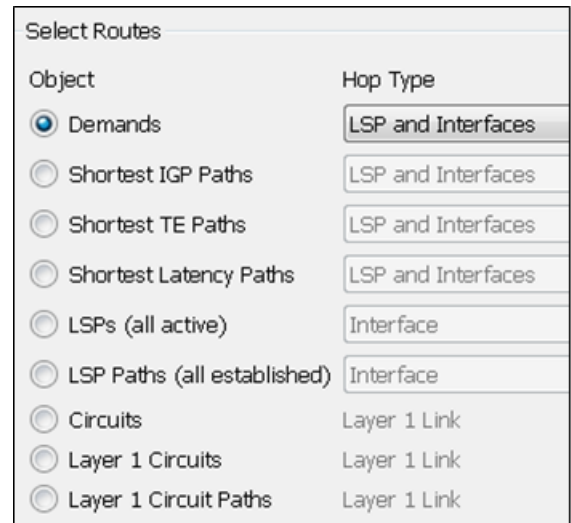 Select Routes
Object Hop Type
Demands LSP and Interfaces
Shortest IGP Paths LSP and Interfaces
Shortest TE Paths LSP and Interfaces
Shortest Latency Paths LSP and Interfaces
LSPs (all active) Interface
LSP Paths (all established) Interface
Circuits Layer 1 Link
Layer 1 Circuits Layer 1 Link
Layer 1 Circuit Paths Layer 1 Link